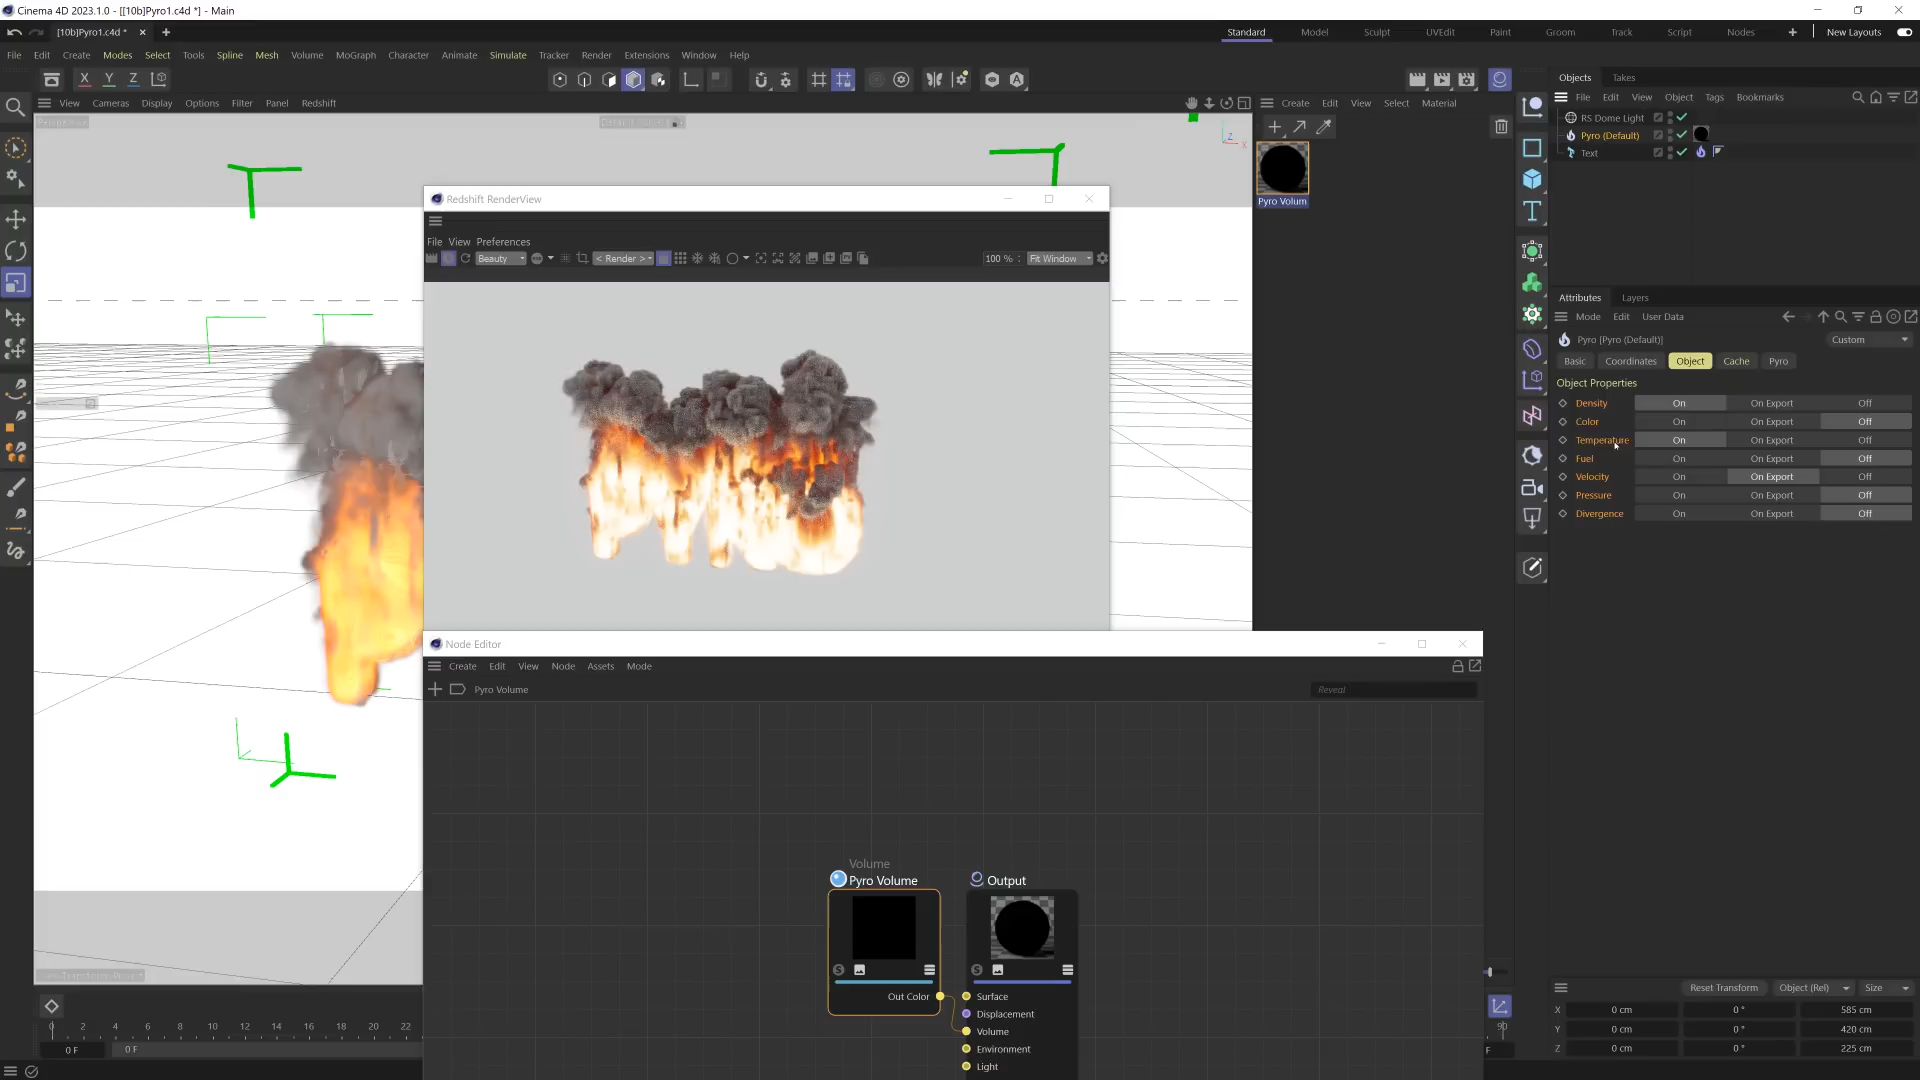 Cinema 4D 2023.1.0 - [[10b]Pyro1.c4d *] - Main
[10b]Pyro1.c4d *
Standard Model Sculpt UVEdit Paint Groom Track Script Nodes New Layouts
File Edit Create Modes Select Tools Spline Mesh Volume MoGraph Character Animate Simulate Tracker Render Extensions Window Help
X Y Z
View Cameras Display Options Filter Panel Redshift
Create Edit View Select Material
Pyro Volum
Objects Takes
File Edit View Object Tags Bookmarks
RS Dome Light
Pyro (Default)
Text
Redshift RenderView
File View Preferences
Beauty < Render > 100 % Fit Window
Attributes Layers
Mode Edit User Data
Pyro [Pyro (Default)] Custom
Basic Coordinates Object Cache Pyro
Object Properties
Density On On Export Off
Color On On Export Off
Temperature On On Export Off
Fuel On On Export Off
Velocity On On Export Off
Pressure On On Export Off
Divergence On On Export Off
Node Editor
Create Edit View Node Assets Mode
Pyro Volume Reveal
Volume
Pyro Volume
Out Color
Output
Surface
Displacement
Volume
Environment
Light
0 2 4 6 8 10 12 14 16 18 20 22 90
0 F 0 F F
Reset Transform Object (Rel) Size
X 0 cm 0 ° 585 cm
Y 0 cm 0 ° 420 cm
Z 0 cm 0 ° 225 cm